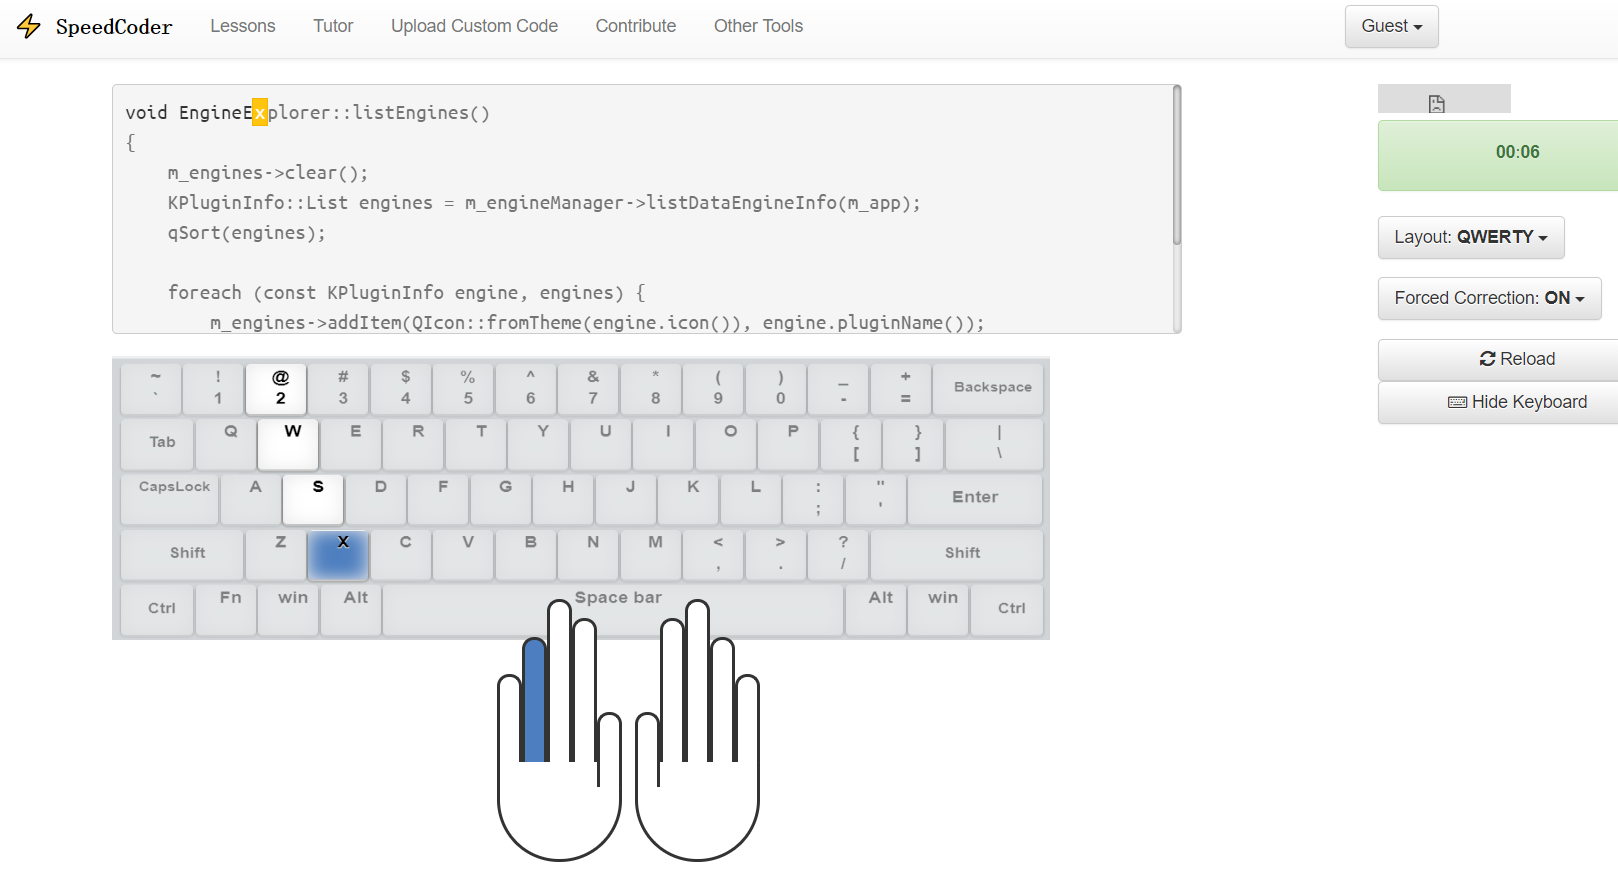 SpeedCoder Lessons Tutor Upload Custom Code Contribute Other Tools Guest
void EngineExplorer::listEngines()
{
    m_engines->clear();
    KPluginInfo::List engines = m_engineManager->listDataEngineInfo(m_app);
    qSort(engines);
    foreach (const KPluginInfo engine, engines) {
        m_engines->addItem(QIcon::fromTheme(engine.icon()), engine.pluginName());
00:06
Layout: QWERTY
Forced Correction: ON
Reload
Hide Keyboard
~ ! @ # $ % ^ & * ( ) _ +
` 1 2 3 4 5 6 7 8 9 0 - = Backspace
Tab Q W E R T Y U I O P { } |
[ ] \
CapsLock A S D F G H J K L : " Enter
; '
Shift Z X C V B N M < > ? Shift
, . /
Ctrl Fn win Alt Space bar Alt win Ctrl